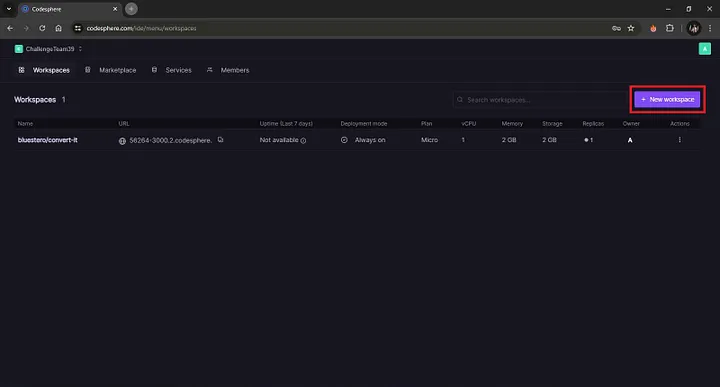 Codesphere
codesphere.com/ide/menu/workspaces
ChallengeTeam39
A
Workspaces Marketplace Services Members
Workspaces 1
Search workspaces...
+ New workspace
Name URL Uptime (Last 7 days) Deployment mode Plan vCPU Memory Storage Replicas Owner Actions
bluestero/convert-it 56264-3000.2.codesphere. Not available Always on Micro 1 2 GB 2 GB 1 A